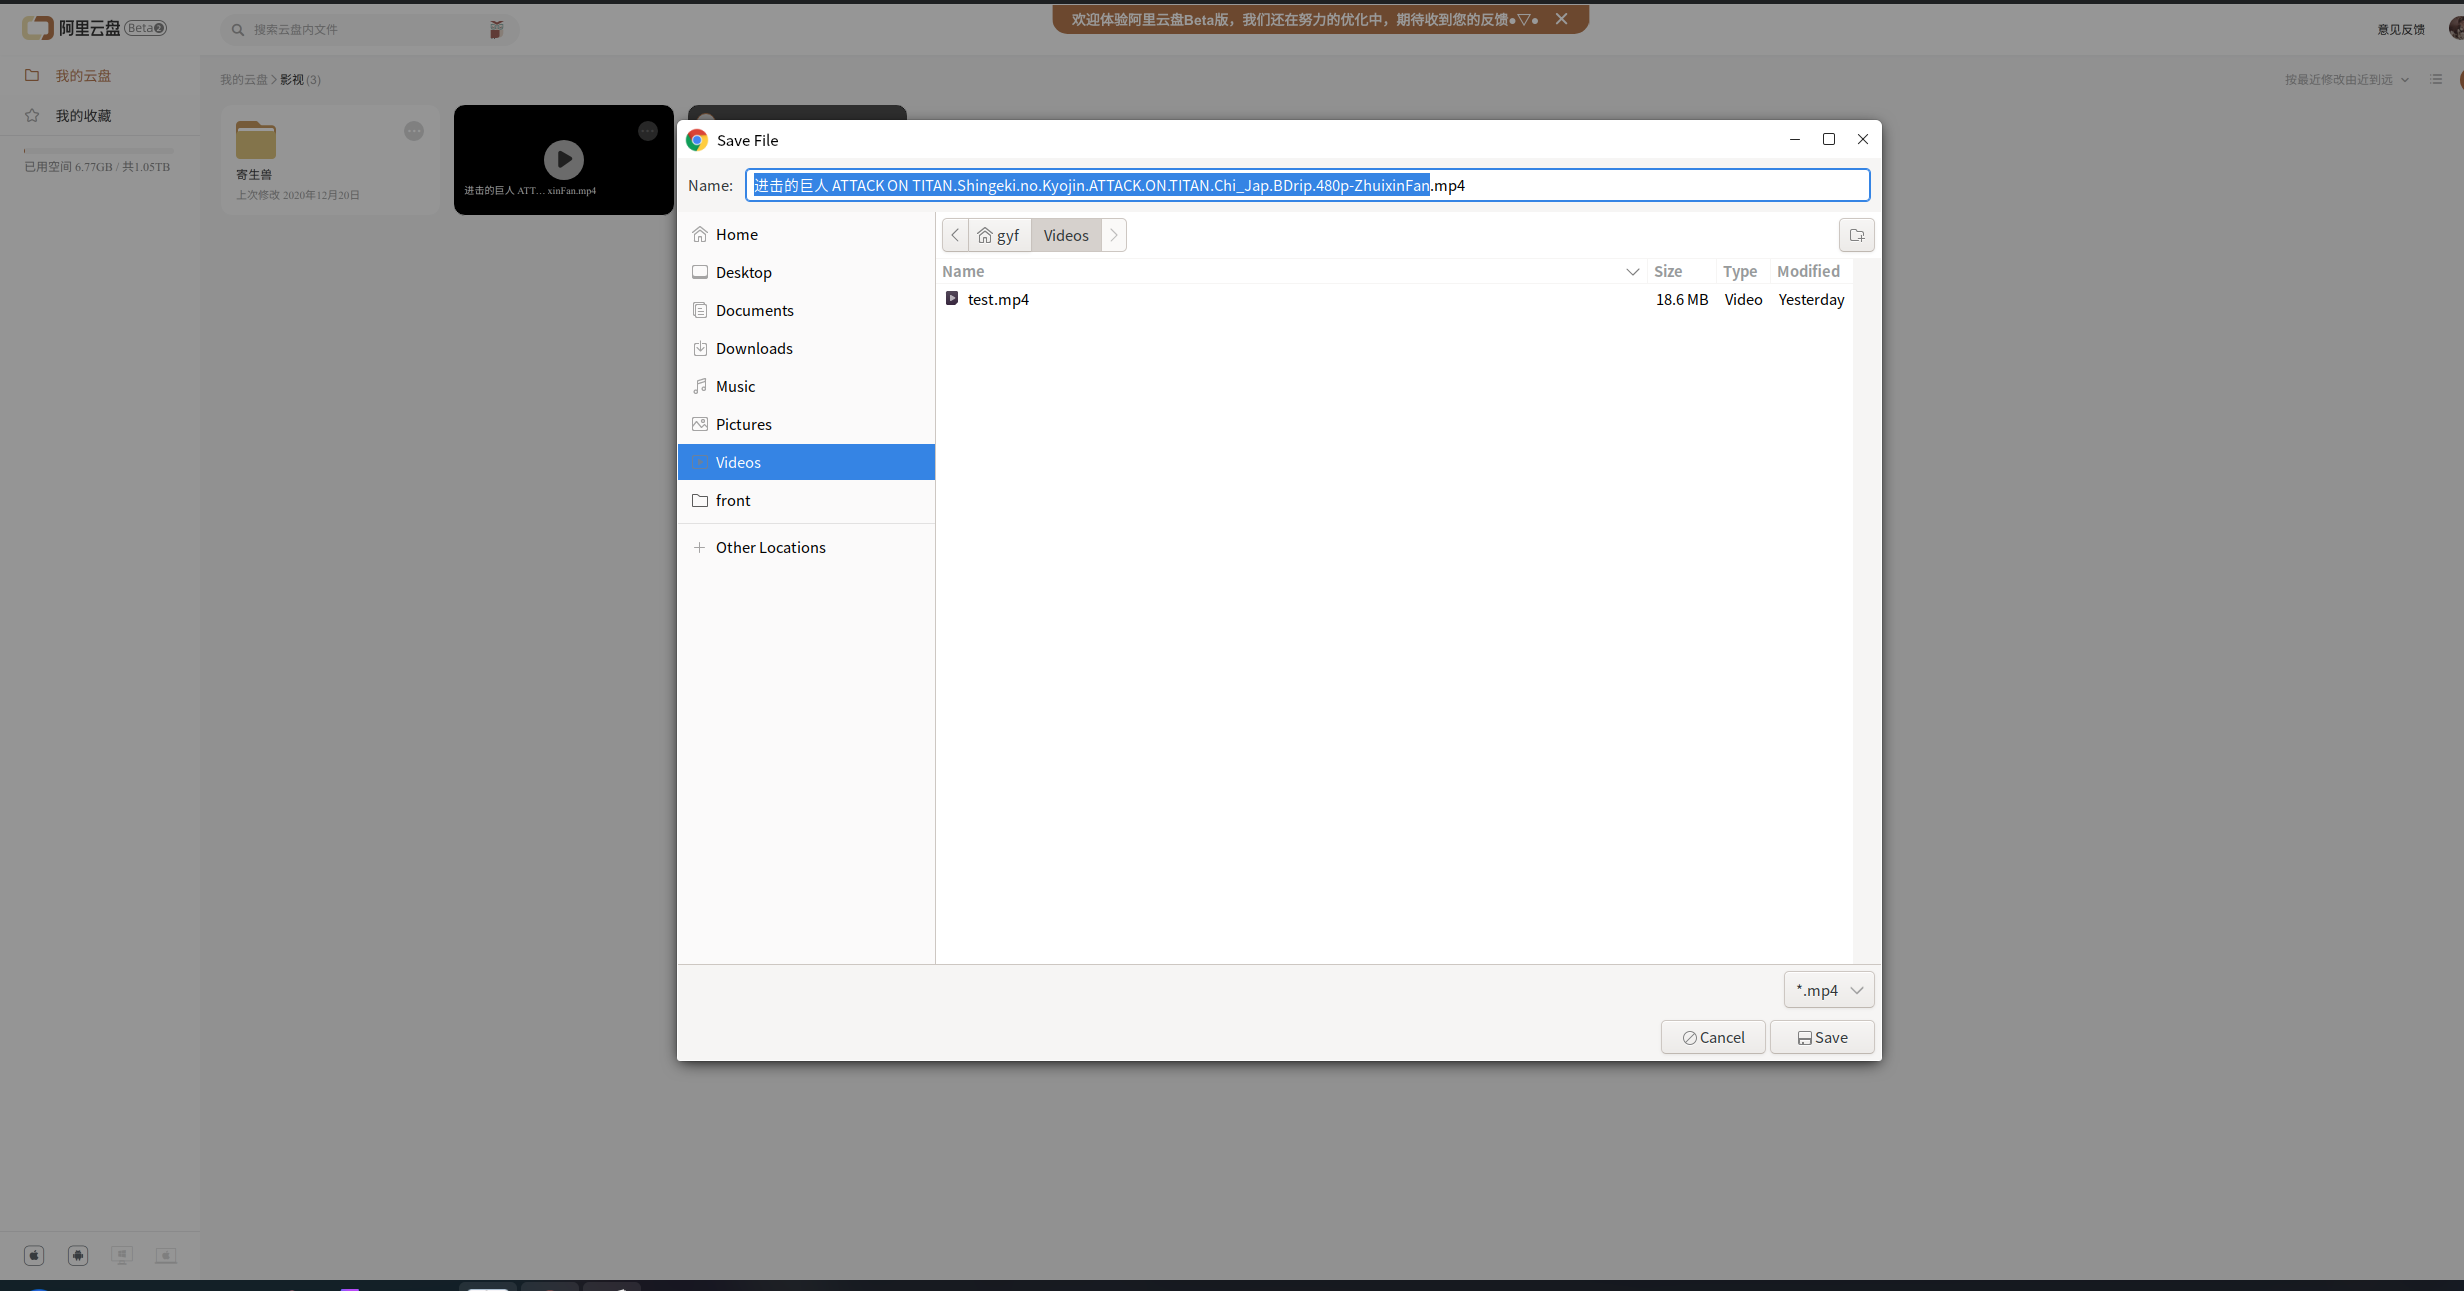 阿里云盘 Beta②
搜索云盘内文件
欢迎体验阿里云盘Beta版，我们还在努力的优化中，期待收到您的反馈●▽●
意见反馈
我的云盘
我的收藏
已用空间 6.77GB / 共1.05TB
我的云盘 > 影视 (3)
按最近修改由近到远
寄生兽
上次修改 2020年12月20日
进击的巨人 ATT... xinFan.mp4
Save File
Name: 进击的巨人 ATTACK ON TITAN.Shingeki.no.Kyojin.ATTACK.ON.TITAN.Chi_Jap.BDrip.480p-ZhuixinFan.mp4
Home
Desktop
Documents
Downloads
Music
Pictures
Videos
front
Other Locations
gyf Videos
Name Size Type Modified
test.mp4 18.6 MB Video Yesterday
*.mp4
Cancel Save